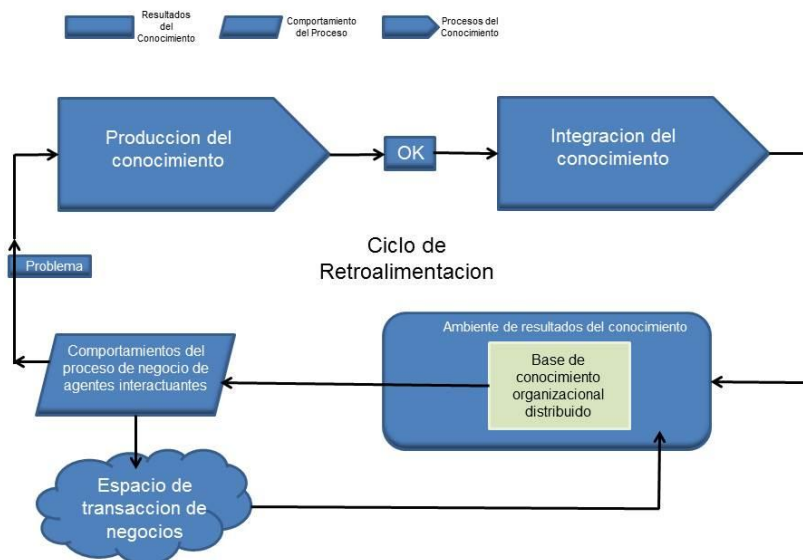 Resultados
del
Conocimiento
Comportamiento
del Proceso
Procesos del
Conocimiento
Produccion del
conocimiento
OK
Integracion del
conocimiento
Ciclo de
Retroalimentacion
Problema
Comportamientos del
proceso de negocio de
agentes interactuantes
Ambiente de resultados del conocimiento
Base de
conocimiento
organizacional
distribuido
Espacio de
transaccion de
negocios